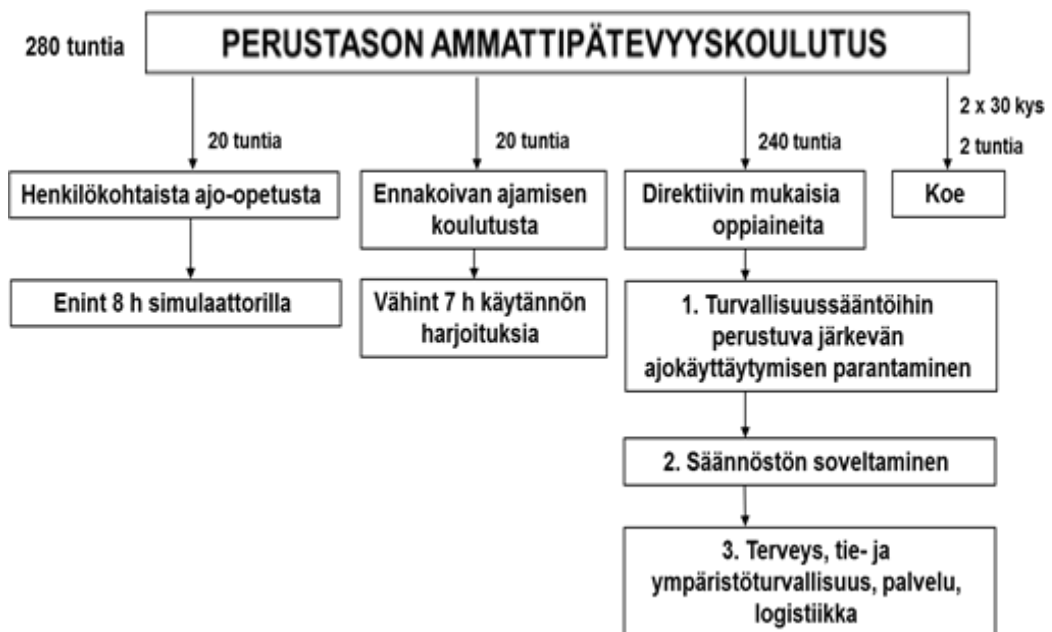 280 tuntia
PERUSTASON AMMATTIPÄTEVYYSKOULUTUS
20 tuntia
20 tuntia
240 tuntia
2 x 30 kys
2 tuntia
Henkilökohtaista ajo-opetusta
Ennakoivan ajamisen
koulutusta
Direktiivin mukaisia
oppiaineita
Koe
Enint 8 h simulaattorilla
Vähint 7 h käytännön
harjoituksia
1. Turvallisuussääntöihin
perustuva järkevän
ajokäyttäytymisen parantaminen
2. Säännöstön soveltaminen
3. Terveys, tie- ja
ympäristöturvallisuus, palvelu,
logistiikka